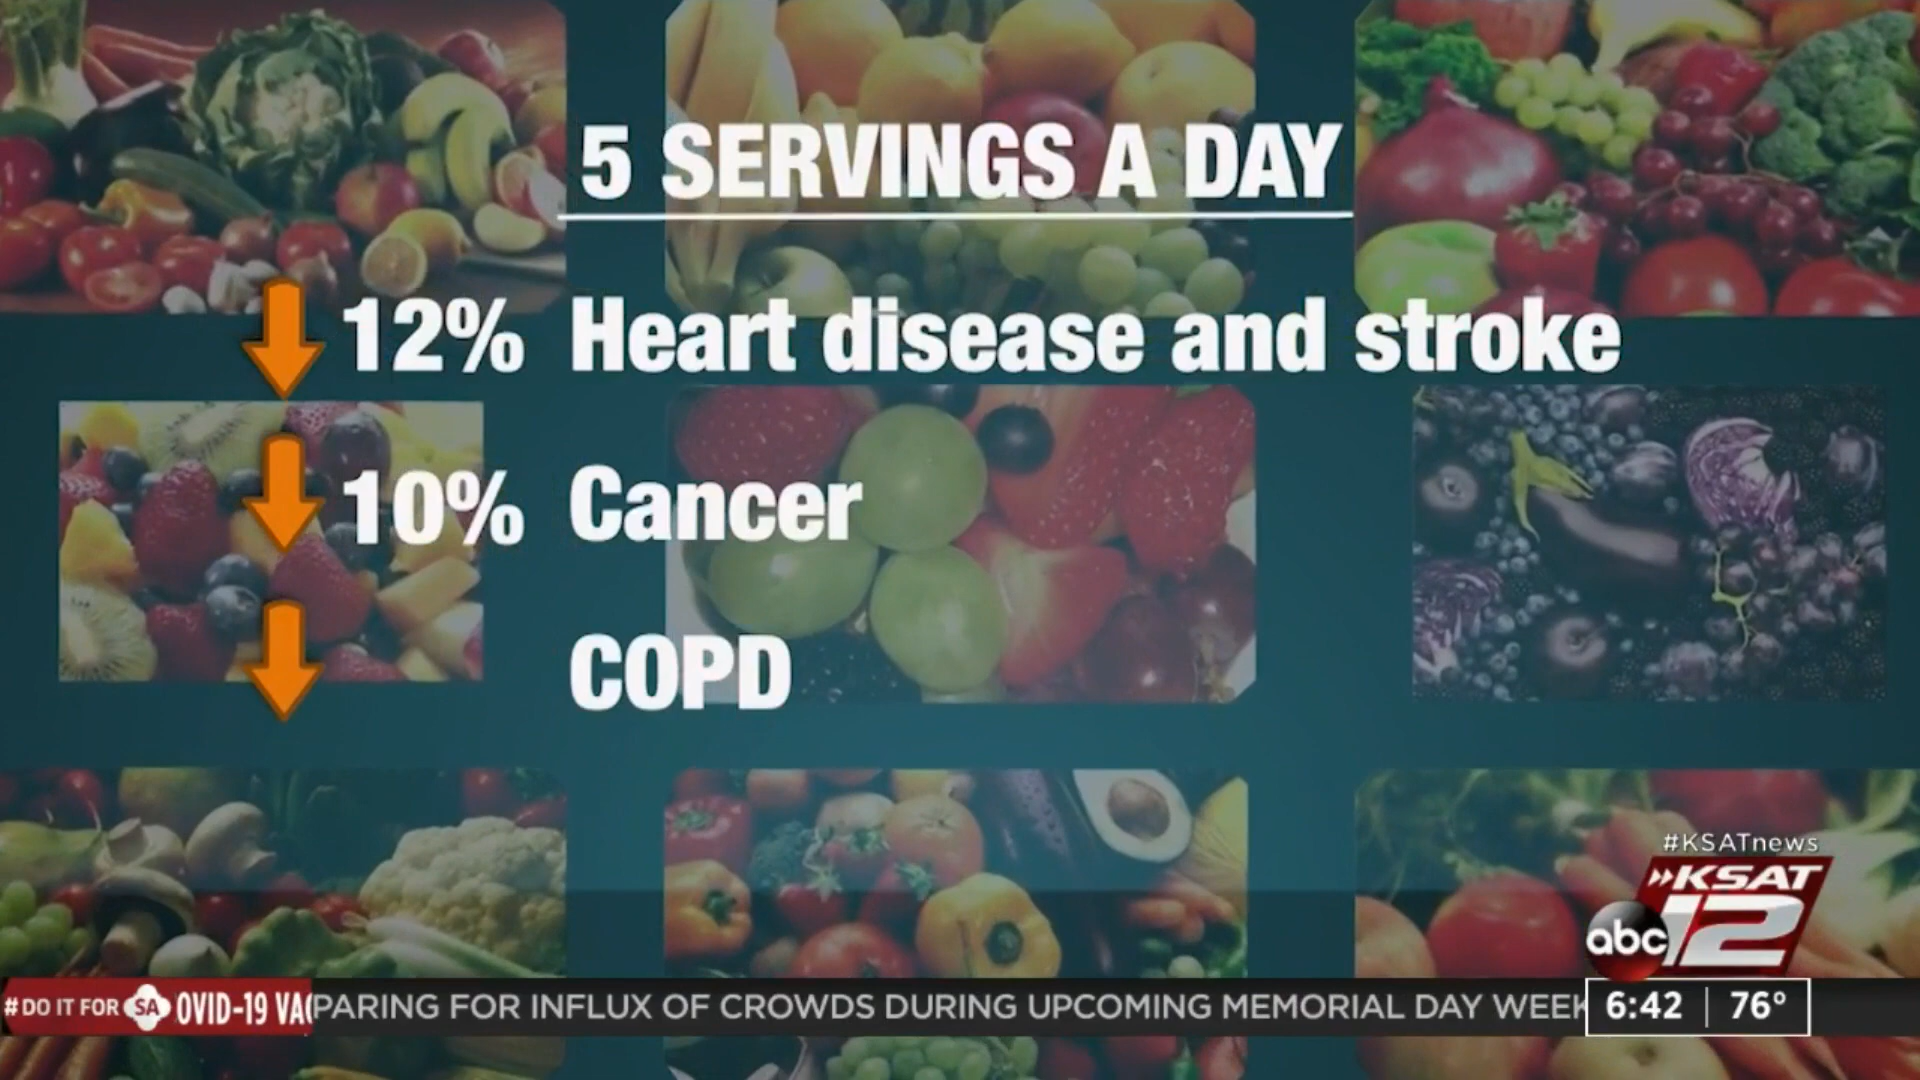 5 SERVINGS A DAY
12% Heart disease and stroke
10% Cancer
COPD
#KSATnews
KSAT
abc 12
# DO IT FOR SA OVID-19 VA PARING FOR INFLUX OF CROWDS DURING UPCOMING MEMORIAL DAY WEEK
6:42 76°